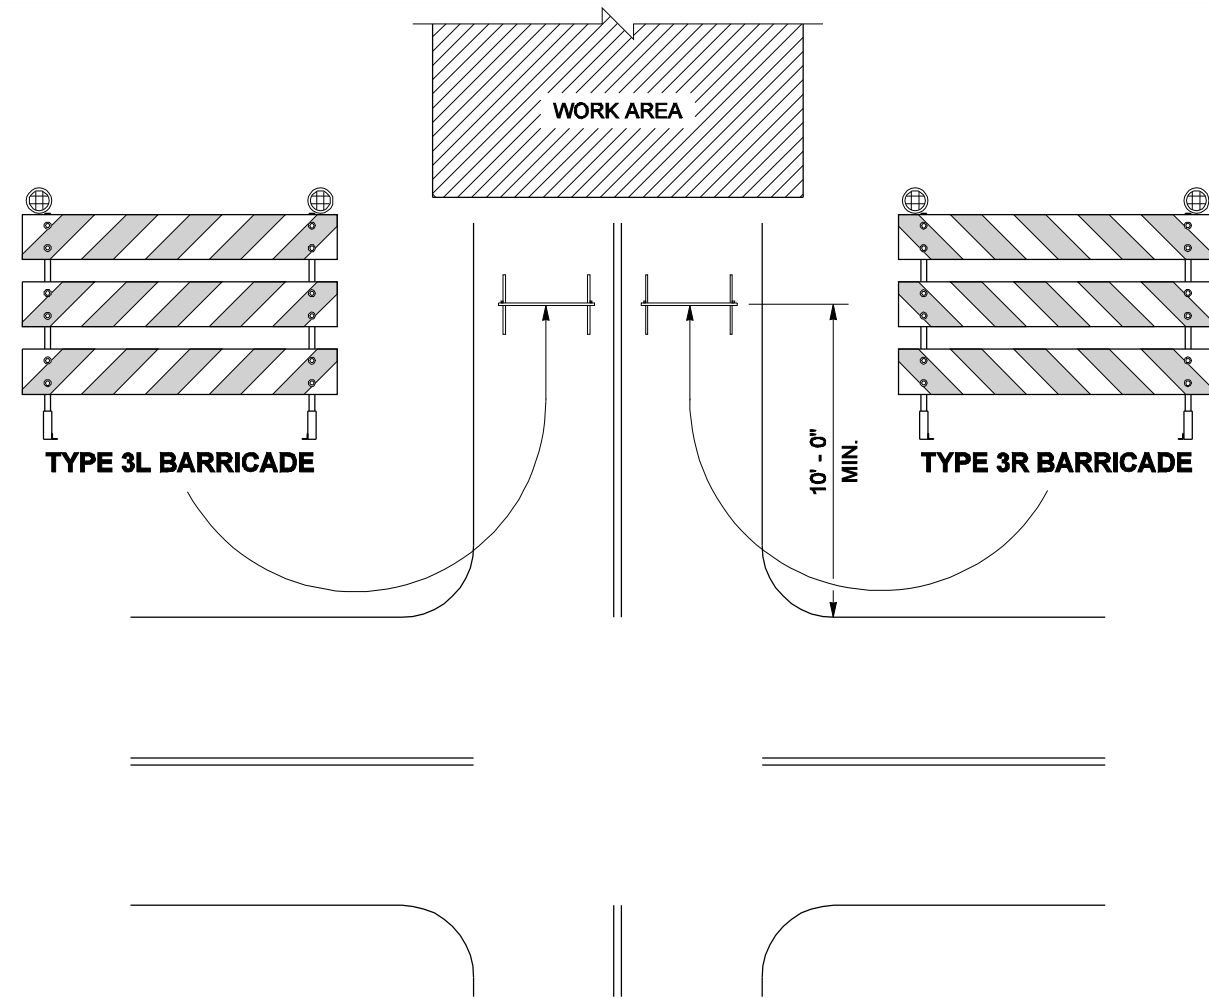 WORK AREA
TYPE 3L BARRICADE
10' - 0"
MIN.
TYPE 3R BARRICADE